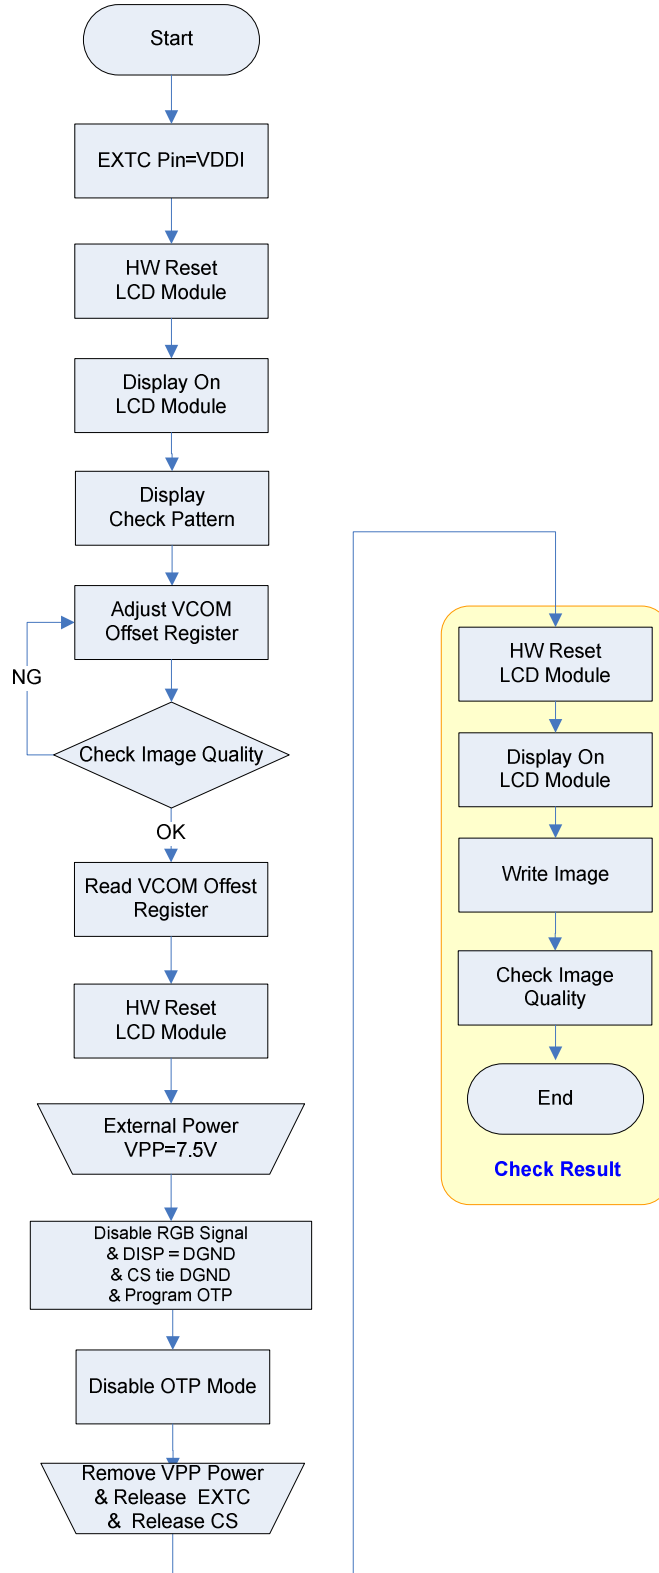 Start
EXTC Pin=VDDI
HW Reset
LCD Module
Display On
LCD Module
Display
Check Pattern
Adjust VCOM
Offset Register
NG
Check Image Quality
OK
Read VCOM Offest
Register
HW Reset
LCD Module
External Power
VPP=7.5V
Disable RGB Signal
& DISP = DGND
& CS tie DGND
& Program OTP
Disable OTP Mode
Remove VPP Power
& Release EXTC
& Release CS
HW Reset
LCD Module
Display On
LCD Module
Write Image
Check Image
Quality
End
Check Result